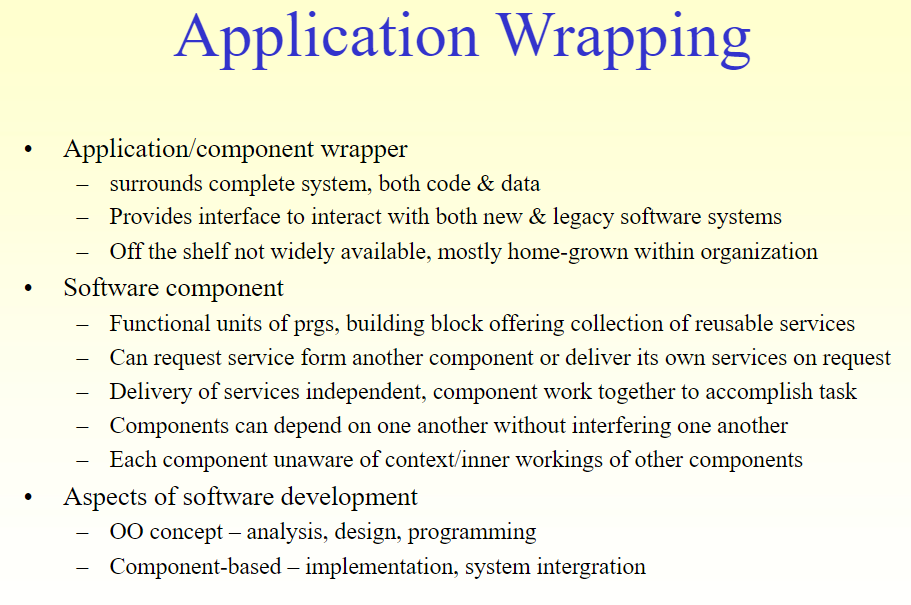 Application Wrapping
• Application/component wrapper
– surrounds complete system, both code & data
– Provides interface to interact with both new & legacy software systems
– Off the shelf not widely available, mostly home-grown within organization
• Software component
– Functional units of prgs, building block offering collection of reusable services
– Can request service form another component or deliver its own services on request
– Delivery of services independent, component work together to accomplish task
– Components can depend on one another without interfering one another
– Each component unaware of context/inner workings of other components
• Aspects of software development
– OO concept – analysis, design, programming
– Component-based – implementation, system intergration